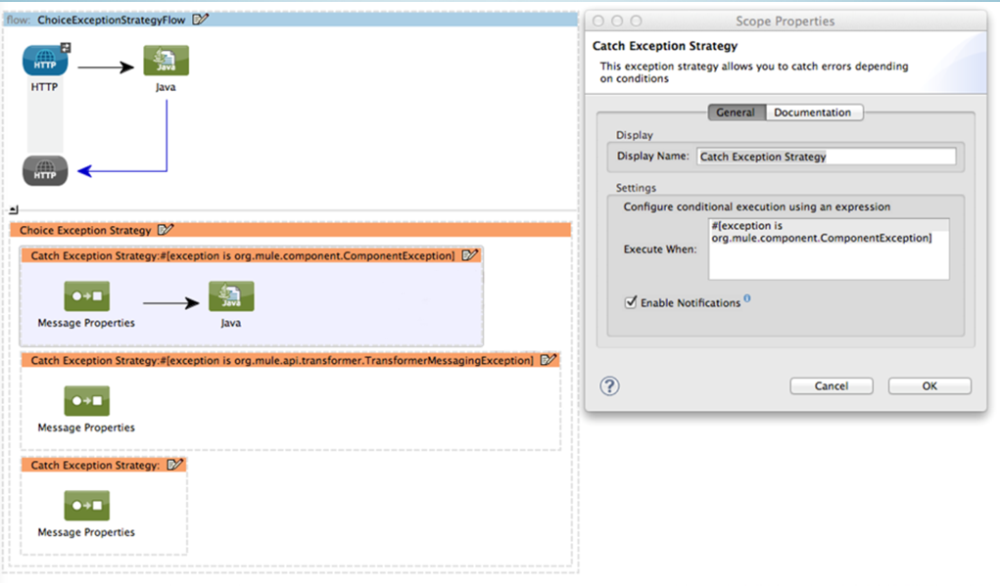 flow: ChoiceExceptionStrategyFlow
HTTP
Java
HTTP
Java
HTTP
Choice Exception Strategy
Catch Exception Strategy:#[exception is org.mule.component.ComponentException]
Java
Message Properties
Java
Catch Exception Strategy:#[exception is org.mule.api.transformer.TransformerMessagingException]
Message Properties
Catch Exception Strategy:
Message Properties
Scope Properties
Catch Exception Strategy
This exception strategy allows you to catch errors depending
on conditions
General
Documentation
Display
Display Name: Catch Exception Strategy
Settings
Configure conditional execution using an expression
Execute When:
#[exception is
org.mule.component.ComponentException]
Enable Notifications
?
Cancel
OK